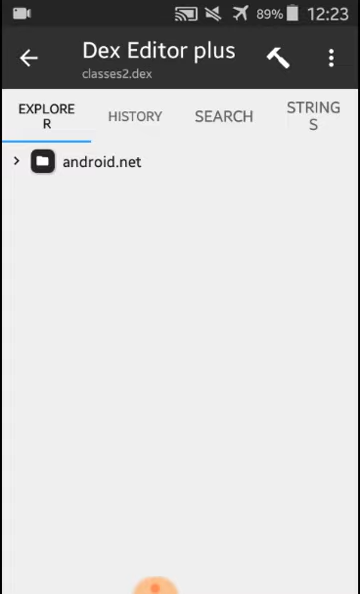 89% 12:23
Dex Editor plus
classes2.dex
EXPLORE
R
HISTORY
SEARCH
STRING
S
android.net